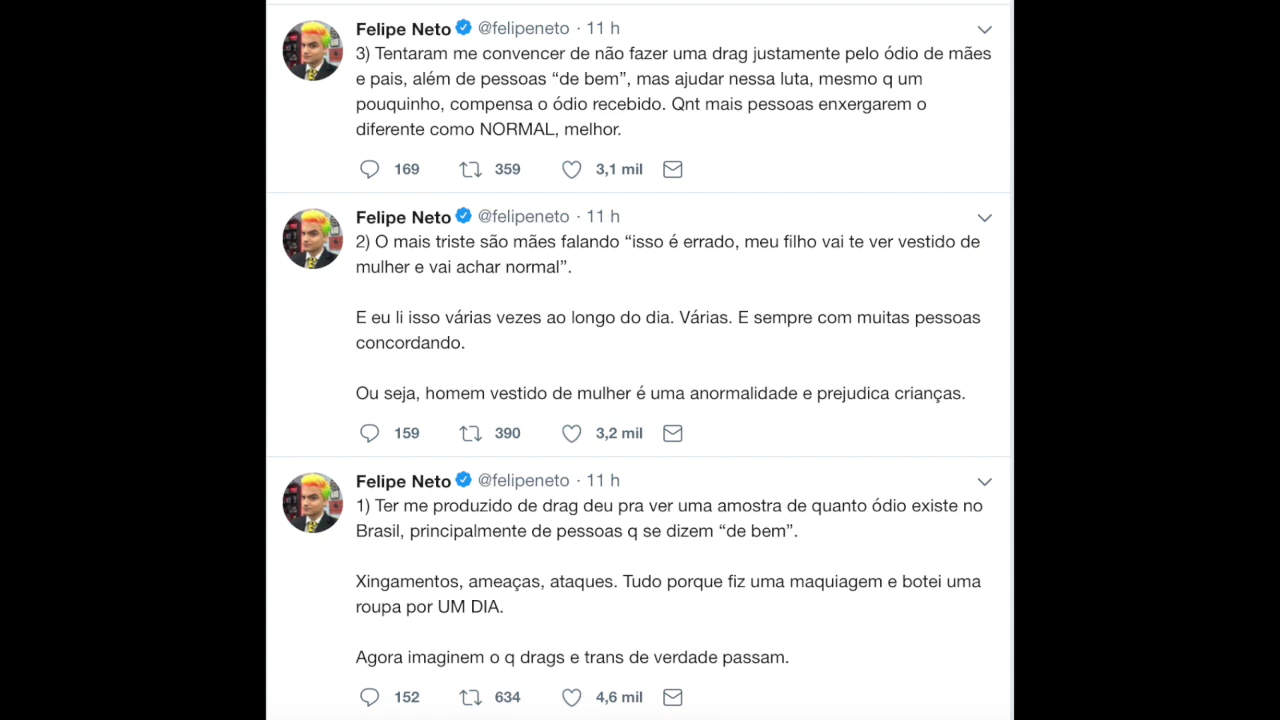 Felipe Neto @felipeneto · 11 h
3) Tentaram me convencer de não fazer uma drag justamente pelo ódio de mães
e pais, além de pessoas “de bem”, mas ajudar nessa luta, mesmo q um
pouquinho, compensa o ódio recebido. Qnt mais pessoas enxergarem o
diferente como NORMAL, melhor.
169 359 3,1 mil
Felipe Neto @felipeneto · 11 h
2) O mais triste são mães falando “isso é errado, meu filho vai te ver vestido de
mulher e vai achar normal”.
E eu li isso várias vezes ao longo do dia. Várias. E sempre com muitas pessoas
concordando.
Ou seja, homem vestido de mulher é uma anormalidade e prejudica crianças.
159 390 3,2 mil
Felipe Neto @felipeneto · 11 h
1) Ter me produzido de drag deu pra ver uma amostra de quanto ódio existe no
Brasil, principalmente de pessoas q se dizem “de bem”.
Xingamentos, ameaças, ataques. Tudo porque fiz uma maquiagem e botei uma
roupa por UM DIA.
Agora imaginem o q drags e trans de verdade passam.
152 634 4,6 mil